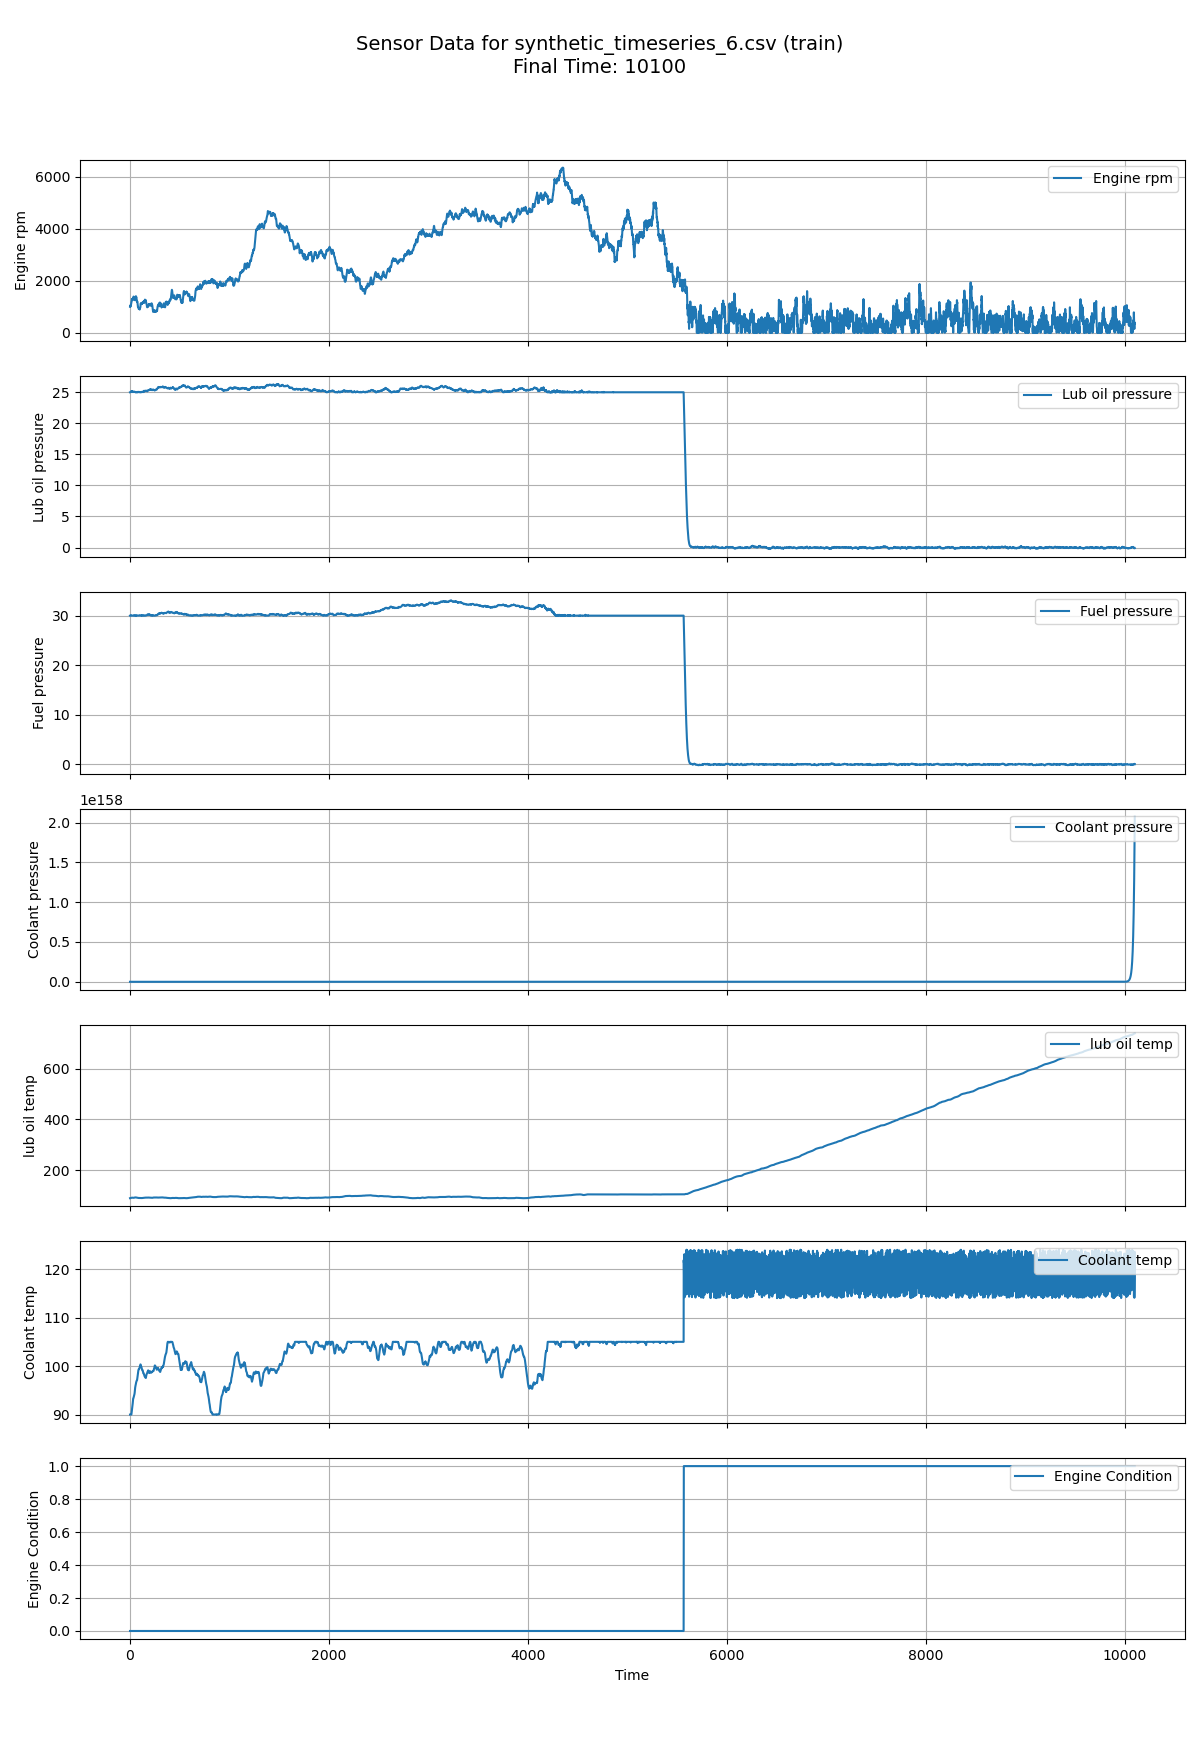 Sensor Data for synthetic_timeseries_6.csv (train)
Final Time: 10100
6000
4000
2000
0
Engine rpm
Engine rpm
25
20
15
10
5
0
Lub oil pressure
Lub oil pressure
30
20
10
0
Fuel pressure
Fuel pressure
1e158
2.0
1.5
1.0
0.5
0.0
Coolant pressure
Coolant pressure
600
400
200
lub oil temp
lub oil temp
120
110
100
90
Coolant temp
Coolant temp
1.0
0.8
0.6
0.4
0.2
0.0
Engine Condition
Engine Condition
0 2000 4000 6000 8000 10000
Time